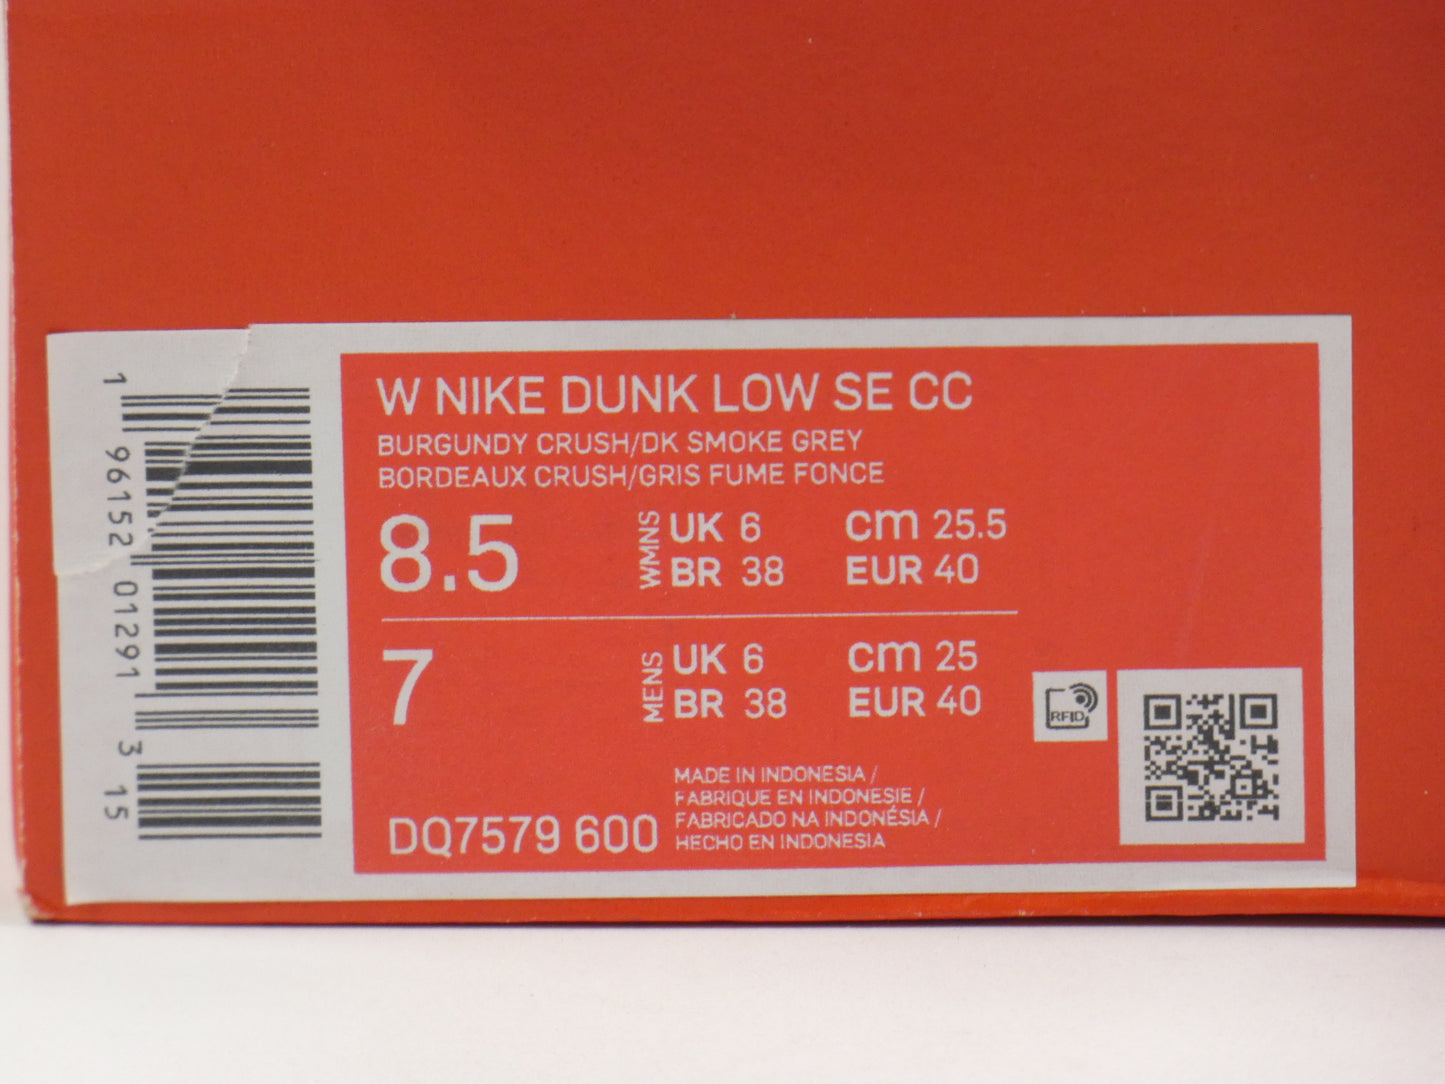 W NIKE DUNK LOW SE CC
BURGUNDY CRUSH/DK SMOKE GREY
BORDEAUX CRUSH/GRIS FUME FONCE
8.5 WMNS UK 6 cm 25.5
BR 38 EUR 40
7 MENS UK 6 cm 25
BR 38 EUR 40
RFID
MADE IN INDONESIA /
FABRIQUE EN INDONESIE /
FABRICADO NA INDONÉSIA /
HECHO EN INDONESIA
DQ7579 600
1 96152 01291 3 15